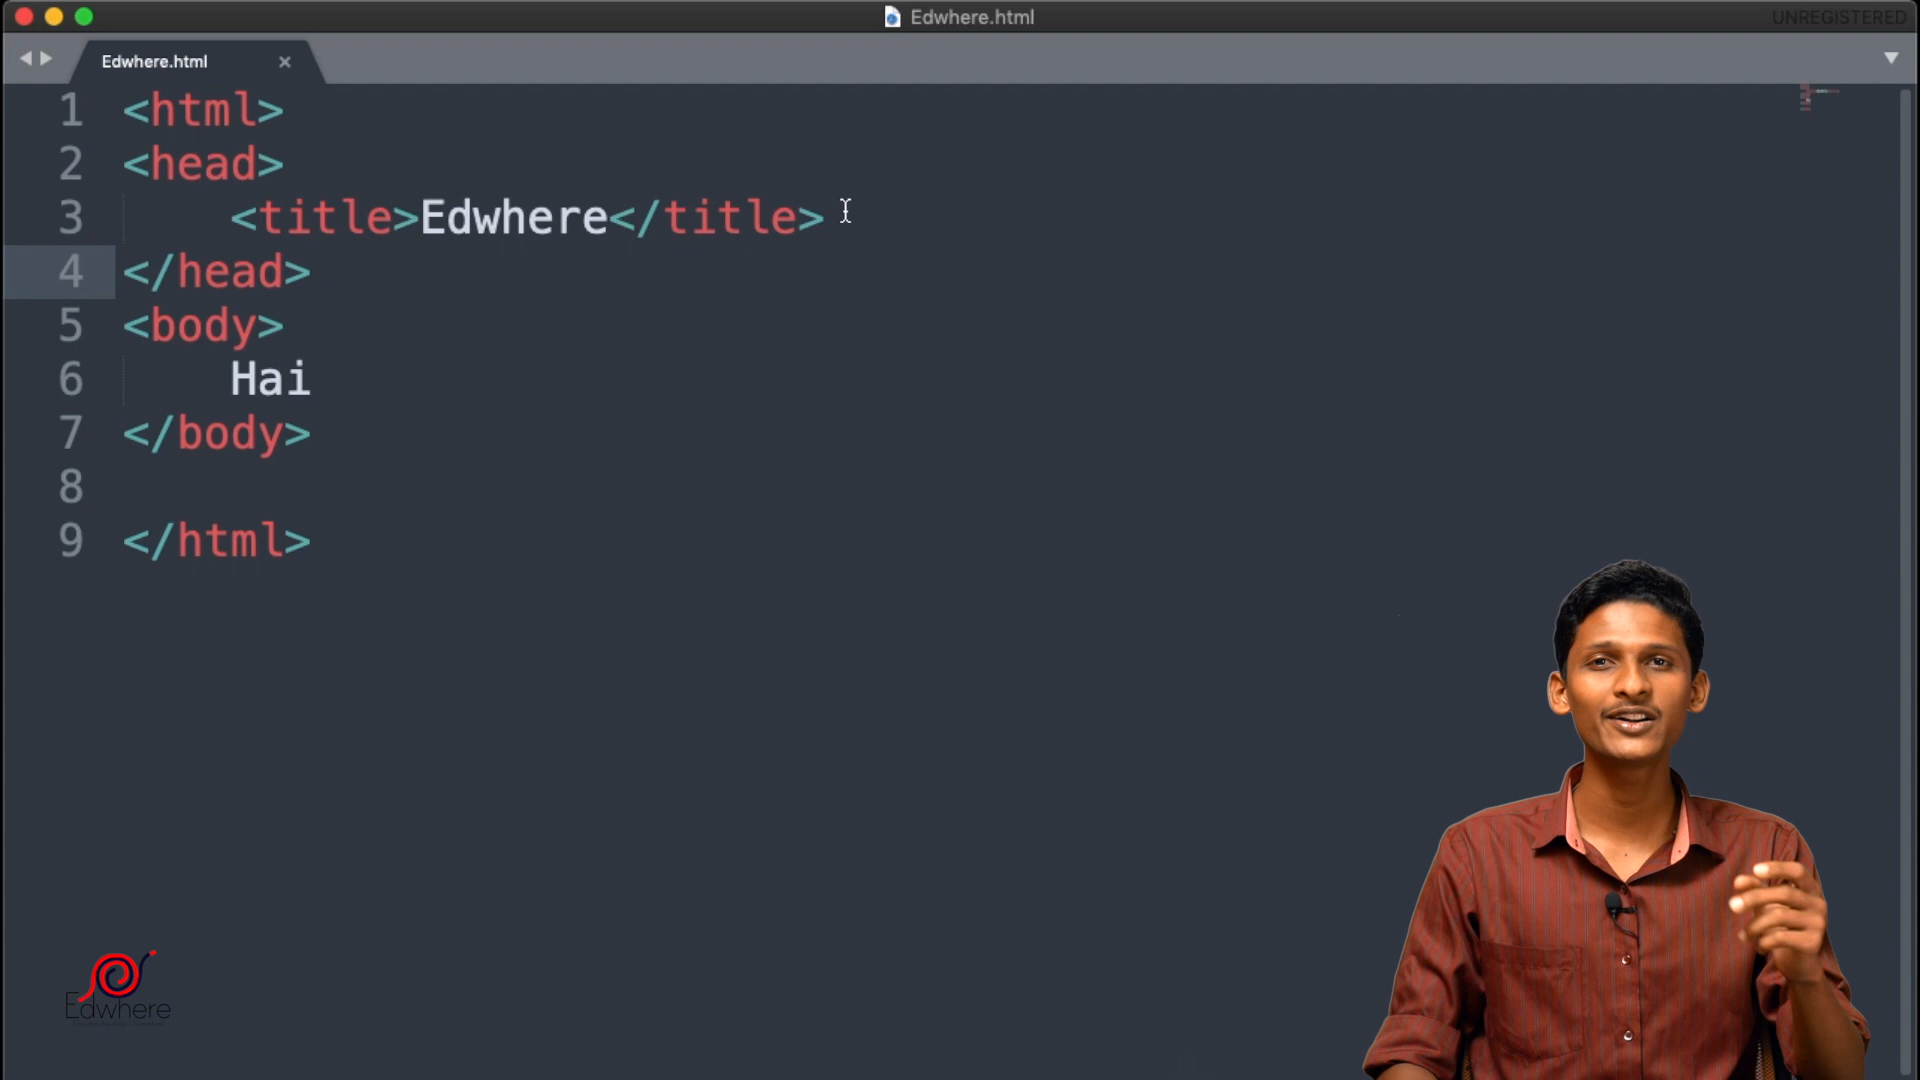 Edwhere.html
UNREGISTERED
Edwhere.html
1 <html>
2 <head>
3 <title>Edwhere</title>
4 </head>
5 <body>
6 Hai
7 </body>
8
9 </html>
Edwhere